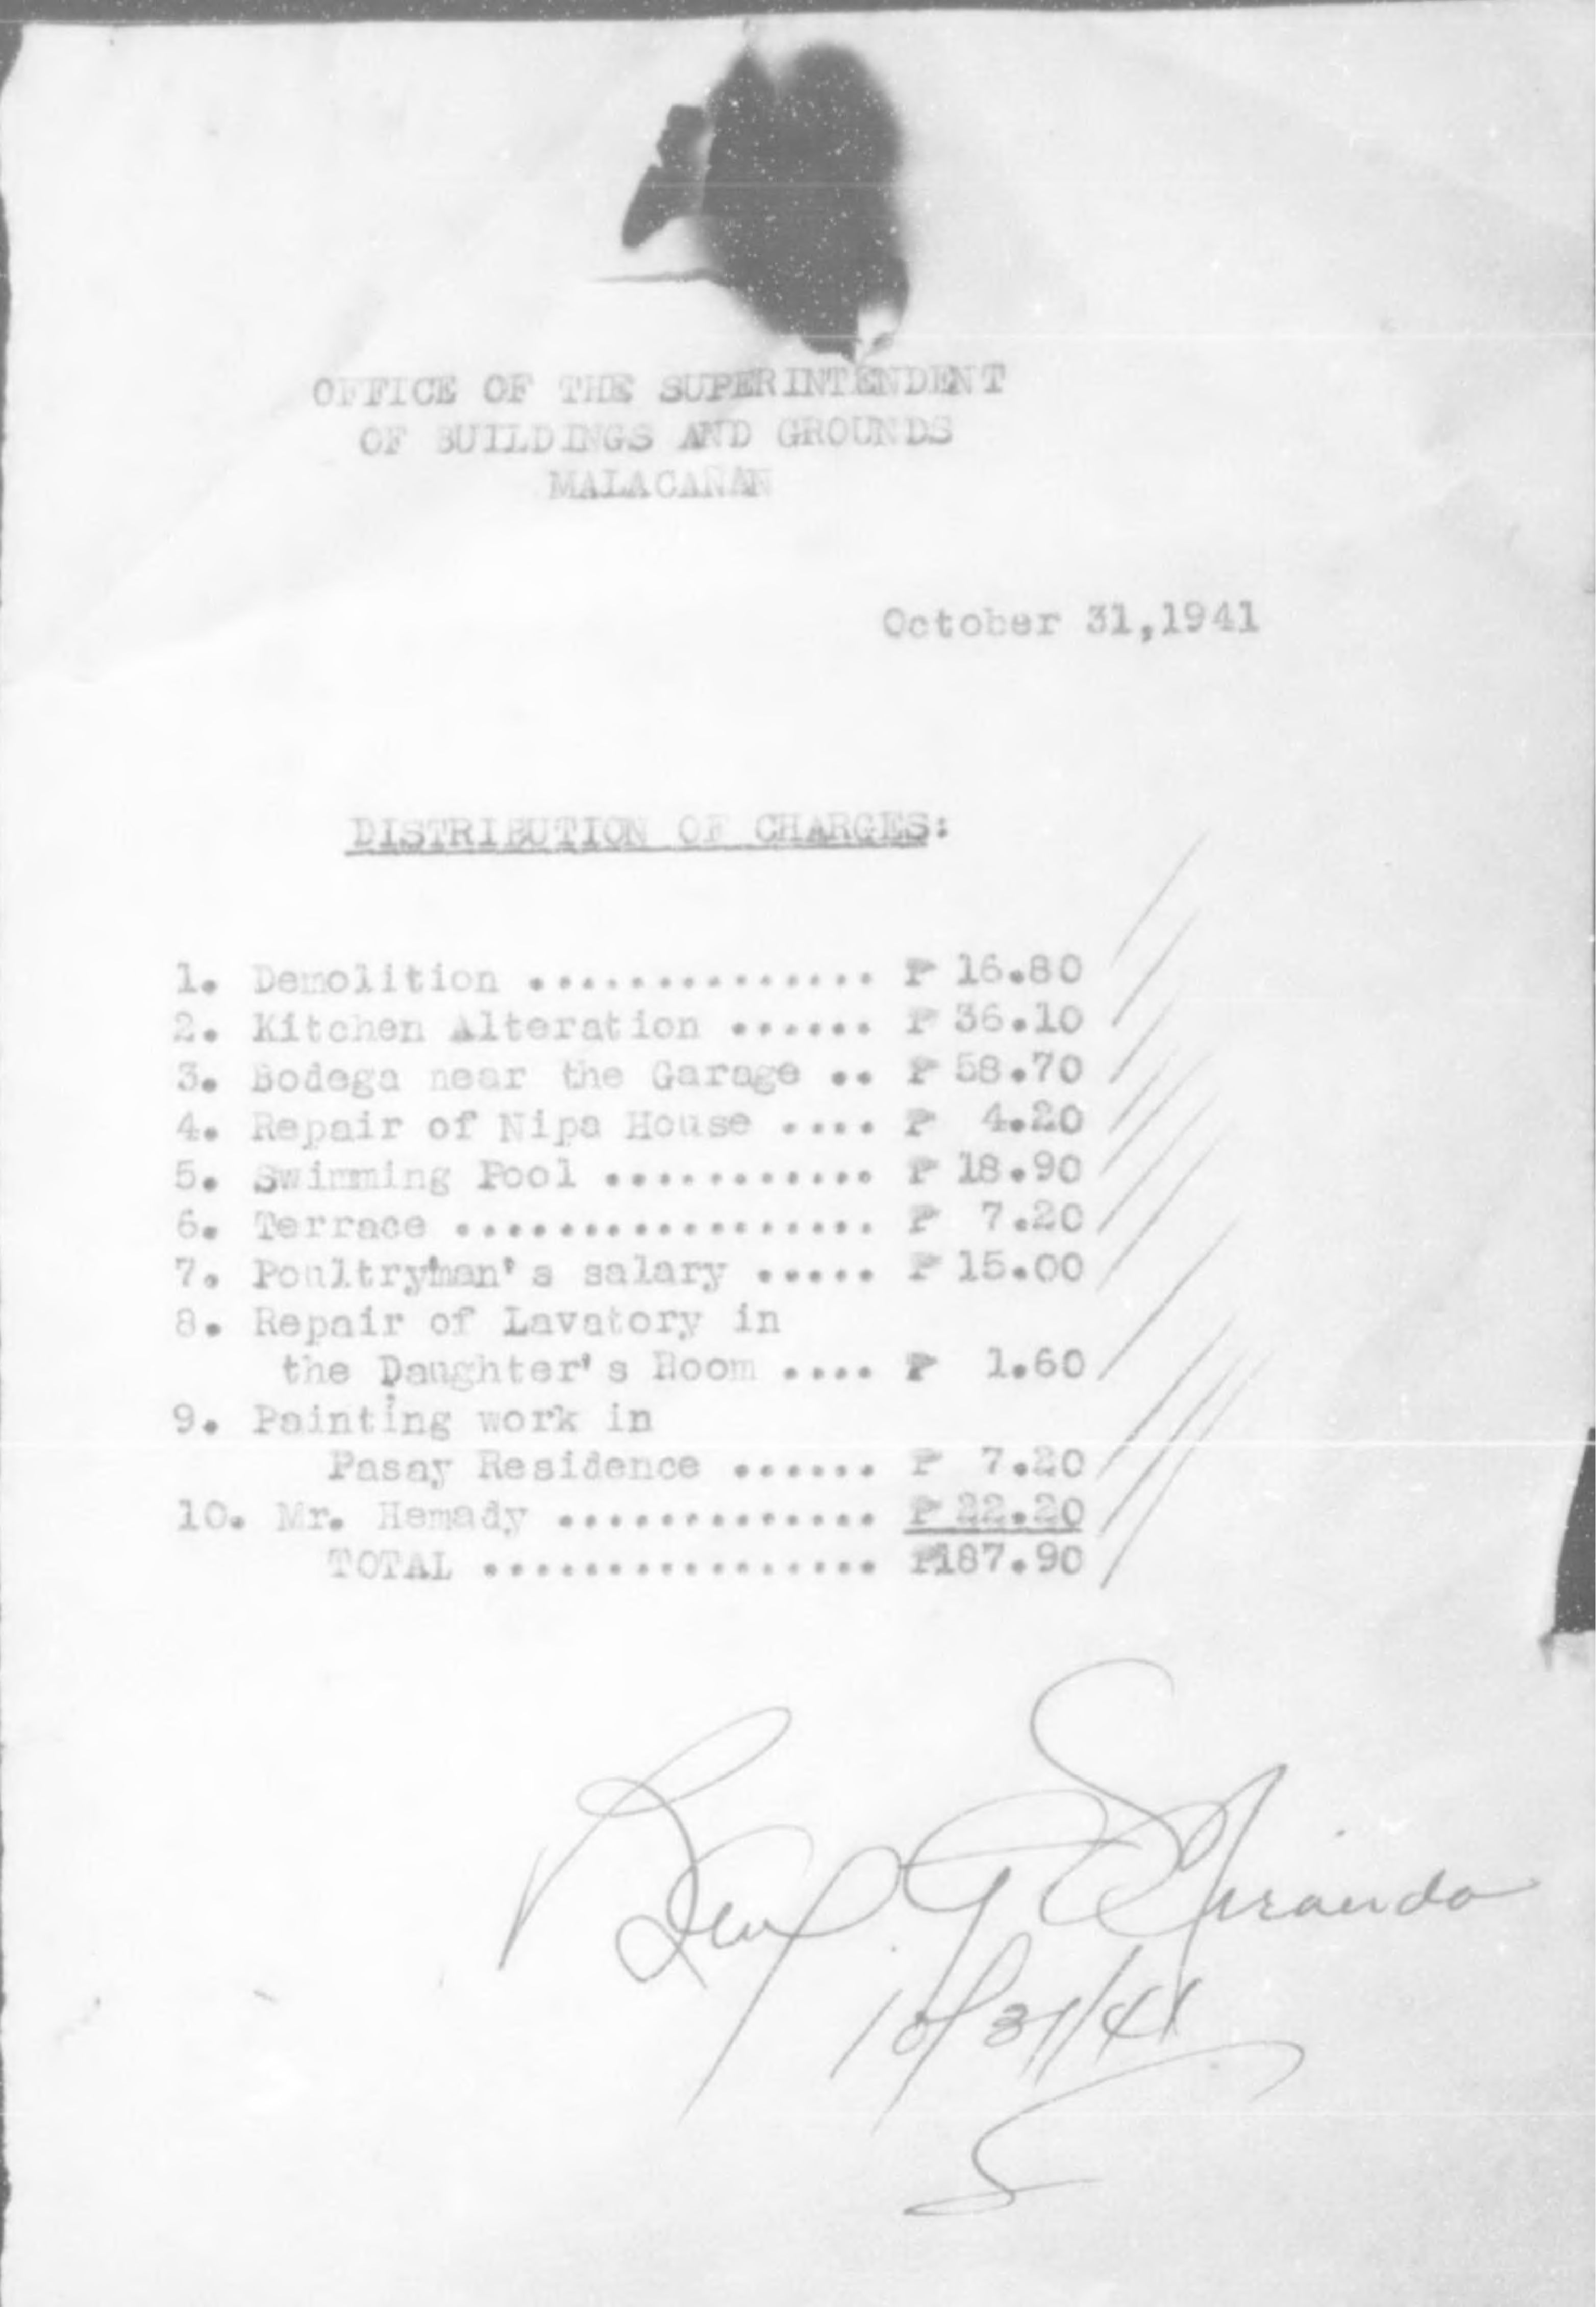 OFFICE OF THE SUPERINTENDENT
OF BUILDINGS AND GROUNDS
MALACAÑAN
October 31,1941
DISTRIBUTION OF CHARGES:
1. Demolition .............. ₱ 16.80
2. Kitchen Alteration ...... ₱ 36.10
3. Bodega near the Garage .. ₱ 58.70
4. Repair of Nipa House .... ₱ 4.20
5. Swimming Pool ........... ₱ 18.90
6. Terrace ................. ₱ 7.20
7. Poultryman's salary ..... ₱ 15.00
8. Repair of Lavatory in
the Daughter's Room .... ₱ 1.60
9. Painting work in
Pasay Residence ...... ₱ 7.20
10. Mr. Hemady ............. ₱ 22.20
TOTAL ................ ₱187.90
10/31/41